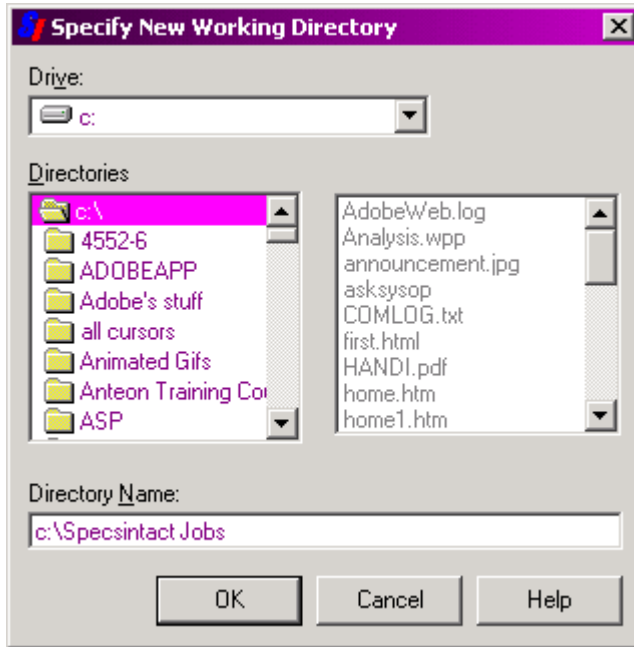 Specify New Working Directory
Drive:
c:
Directories
c:\
4552-6
ADOBEAPP
Adobe's stuff
all cursors
Animated Gifs
Anteon Training Cou
ASP
AdobeWeb.log
Analysis.wpp
announcement.jpg
asksysop
COMLOG.txt
first.html
HANDI.pdf
home.htm
home1.htm
Directory Name:
c:\Specsintact Jobs
OK Cancel Help